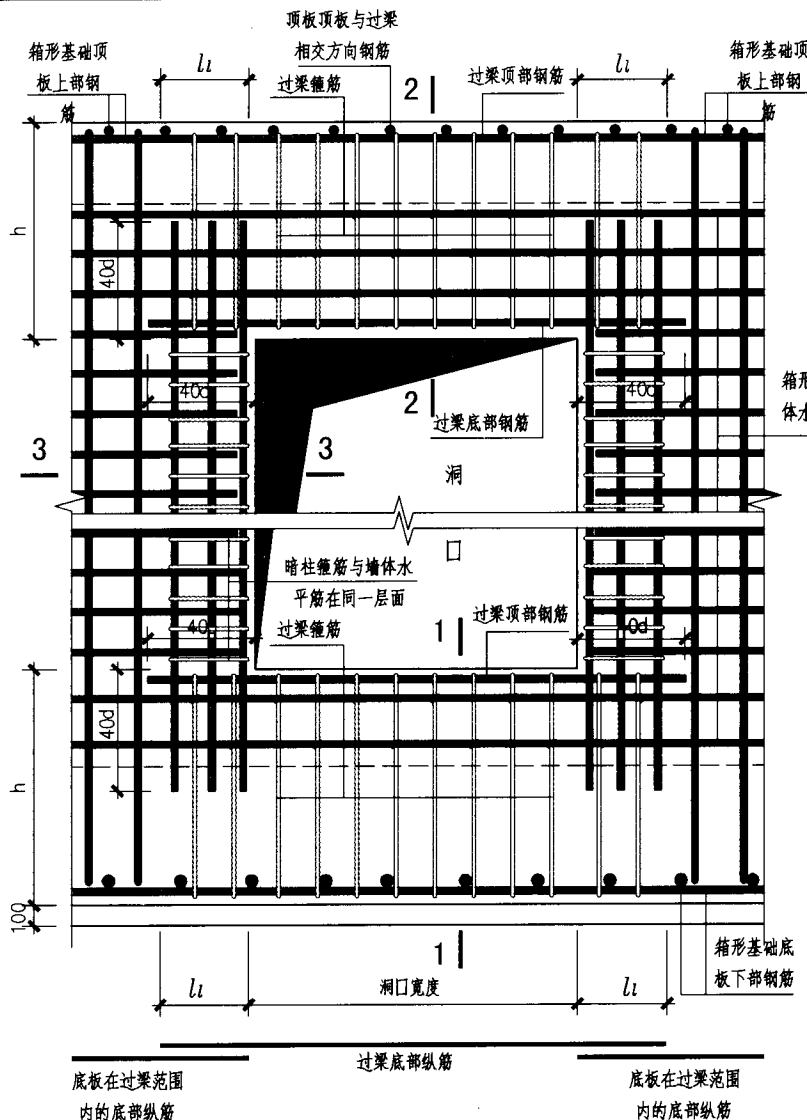 顶板顶板与过梁
相交方向钢筋
箱形基础顶
板上部钢
筋
l1
过梁箍筋
2
过梁顶部钢筋
l1
箱形基础顶
板上部钢
筋
h
40d
40d
2
40d
箱形
体水
过梁底部钢筋
3
3
洞
口
暗柱箍筋与墙体水
平筋在同一层面
过梁箍筋
40
1
过梁顶部钢筋
40d
40d
h
100
1
箱形基础底
板下部钢筋
l1
洞口宽度
l1
过梁底部纵筋
底板在过梁范围
内的底部纵筋
底板在过梁范围
内的底部纵筋